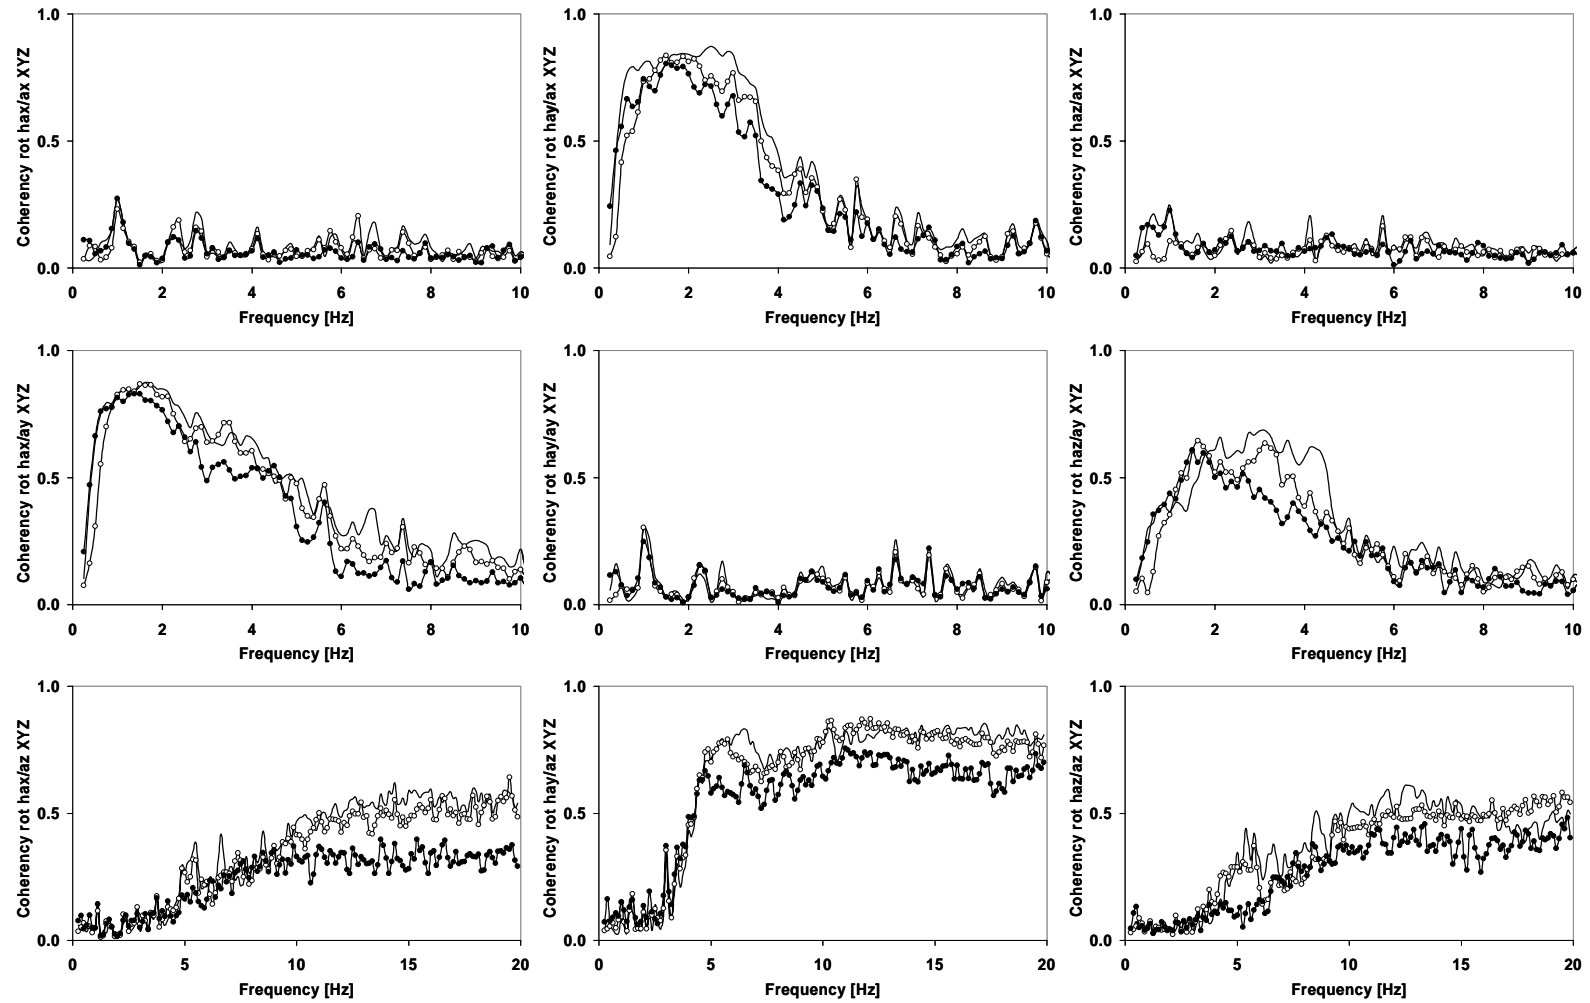 Coherency rot hax/ax XYZ
1.0
0.5
0.0
0 2 4 6 8 10
Frequency [Hz]
Coherency rot hay/ax XYZ
1.0
0.5
0.0
0 2 4 6 8 10
Frequency [Hz]
Coherency rot haz/ax XYZ
1.0
0.5
0.0
0 2 4 6 8 10
Frequency [Hz]
Coherency rot hax/ay XYZ
1.0
0.5
0.0
0 2 4 6 8 10
Frequency [Hz]
Coherency rot hay/ay XYZ
1.0
0.5
0.0
0 2 4 6 8 10
Frequency [Hz]
Coherency rot haz/ay XYZ
1.0
0.5
0.0
0 2 4 6 8 10
Frequency [Hz]
Coherency rot hax/az XYZ
1.0
0.5
0.0
0 5 10 15 20
Frequency [Hz]
Coherency rot hay/az XYZ
1.0
0.5
0.0
0 5 10 15 20
Frequency [Hz]
Coherency rot haz/az XYZ
1.0
0.5
0.0
0 5 10 15 20
Frequency [Hz]